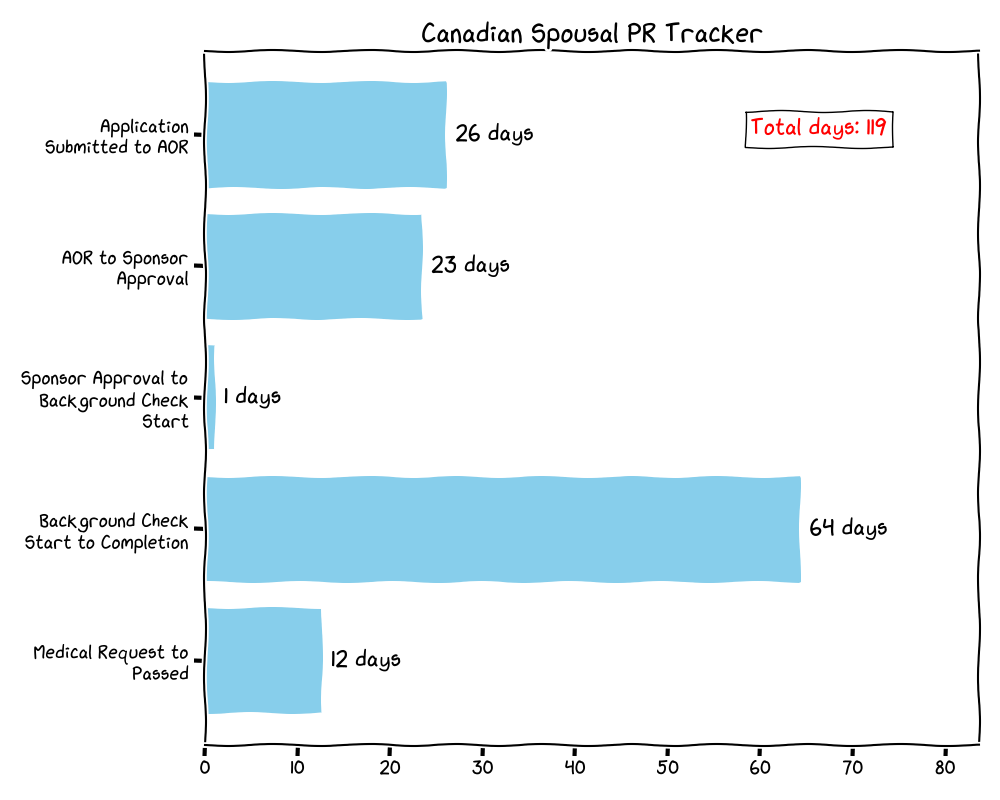 Canadian Spousal PR Tracker
Application
Submitted to AOR
26 days
Total days: 119
AOR to Sponsor
Approval
23 days
Sponsor Approval to
Background Check
Start
1 days
Background Check
Start to Completion
64 days
Medical Request to
Passed
12 days
0 10 20 30 40 50 60 70 80